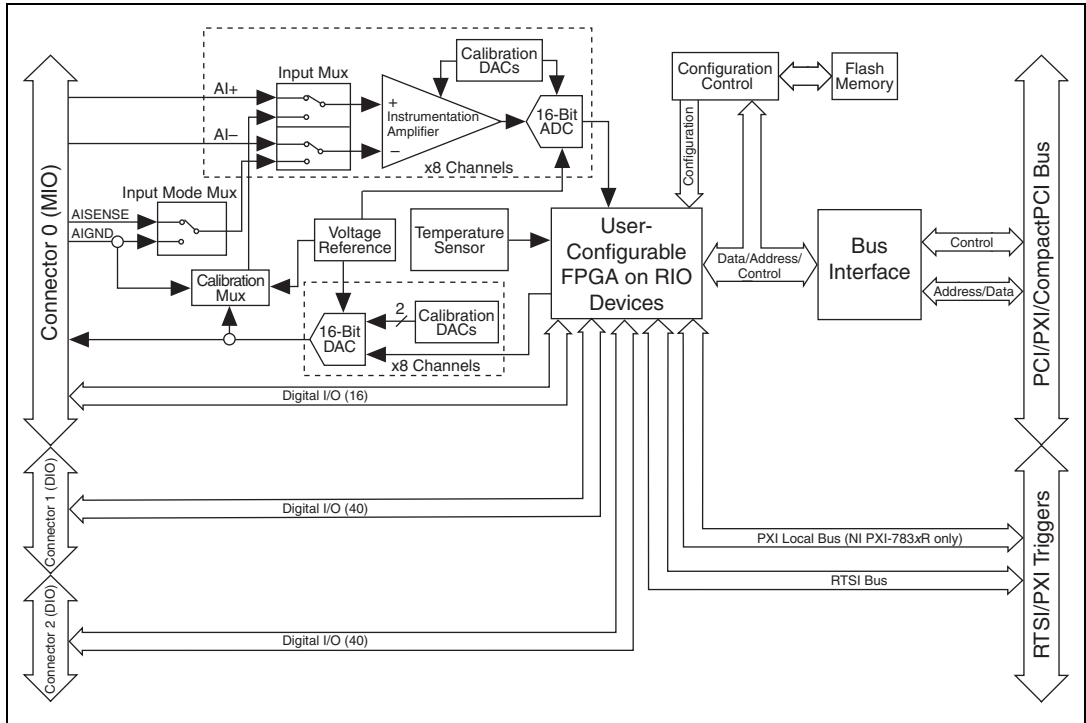 Connector 0 (MIO)
AI+
AI–
Input Mux
+
Instrumentation
Amplifier
–
Calibration
DACs
16-Bit
ADC
x8 Channels
Configuration
Control
Flash
Memory
Configuration
Input Mode Mux
AISENSE
AIGND
Calibration
Mux
Voltage
Reference
Temperature
Sensor
User-
Configurable
FPGA on RIO
Devices
Data/Address/
Control
Bus
Interface
Control
Address/Data
PCI/PXI/CompactPCI Bus
16-Bit
DAC
2
Calibration
DACs
x8 Channels
Digital I/O (16)
Connector 1 (DIO)
Digital I/O (40)
PXI Local Bus (NI PXI-783xR only)
RTSI Bus
RTSI/PXI Triggers
Connector 2 (DIO)
Digital I/O (40)